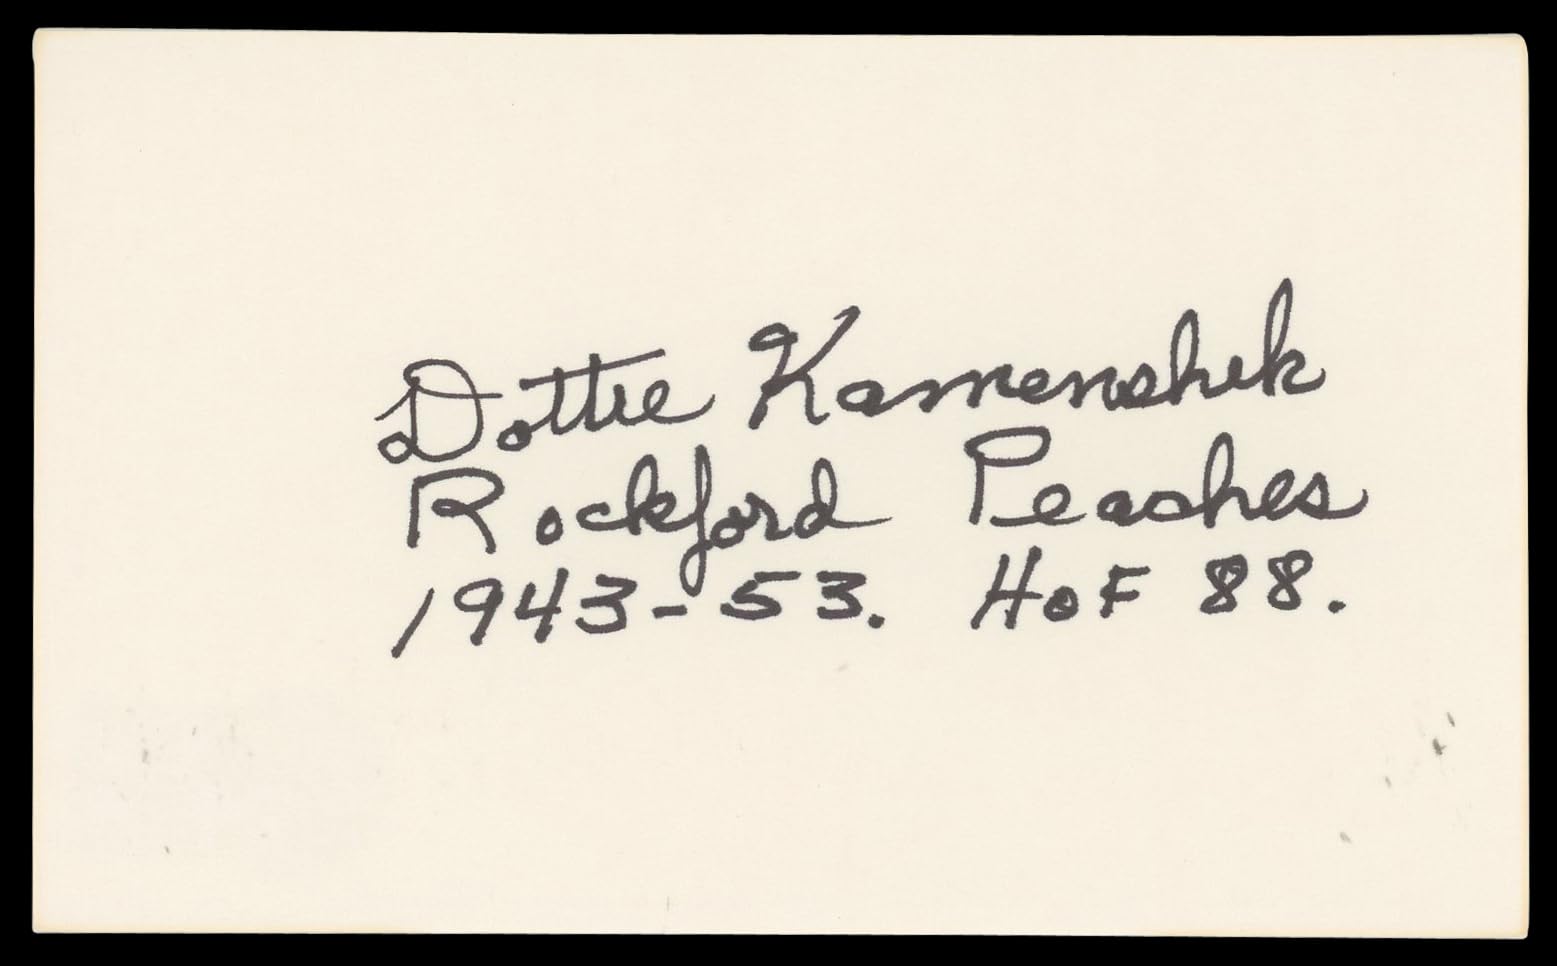 Dottie Kamenshek
Rockford Peaches
1943-53. HoF 88.